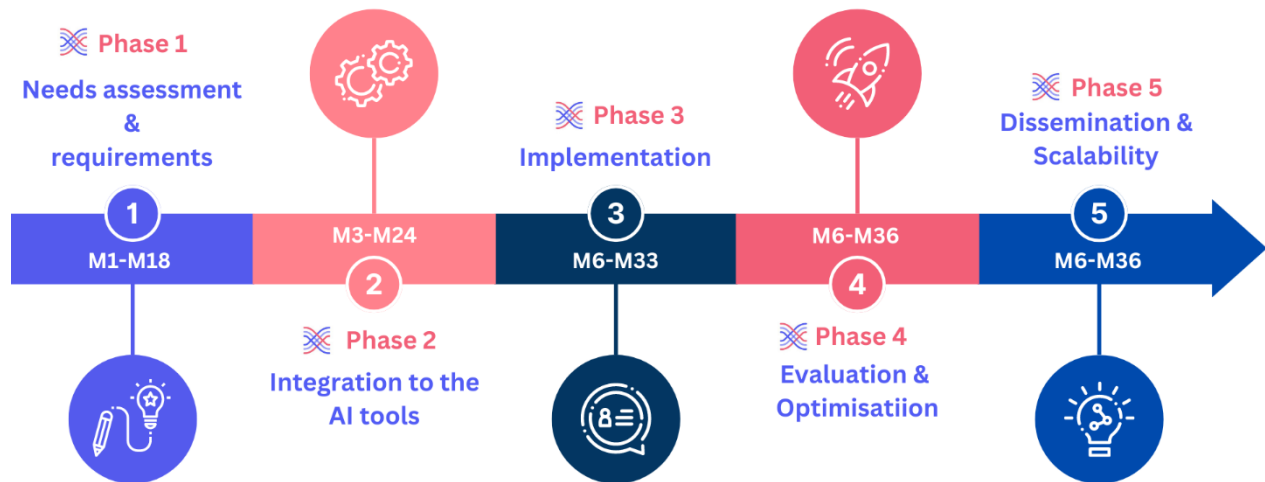 Phase 1
Needs assessment
&
requirements
1
M1-M18
M3-M24
2
Phase 2
Integration to the
AI tools
Phase 3
Implementation
3
M6-M33
M6-M36
4
Phase 4
Evaluation &
Optimisatiion
Phase 5
Dissemination &
Scalability
5
M6-M36